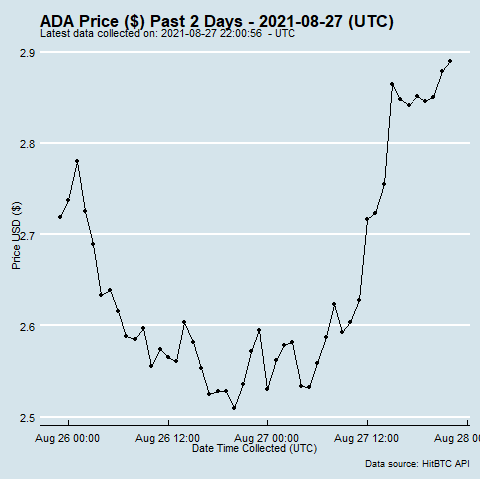 ADA Price ($) Past 2 Days - 2021-08-27 (UTC)
Latest data collected on: 2021-08-27 22:00:56 - UTC
2.9
2.8
2.7
2.6
2.5
Price USD ($)
Aug 26 00:00
Aug 26 12:00
Aug 27 00:00
Aug 27 12:00
Aug 28 00
Date Time Collected (UTC)
Data source: HitBTC API